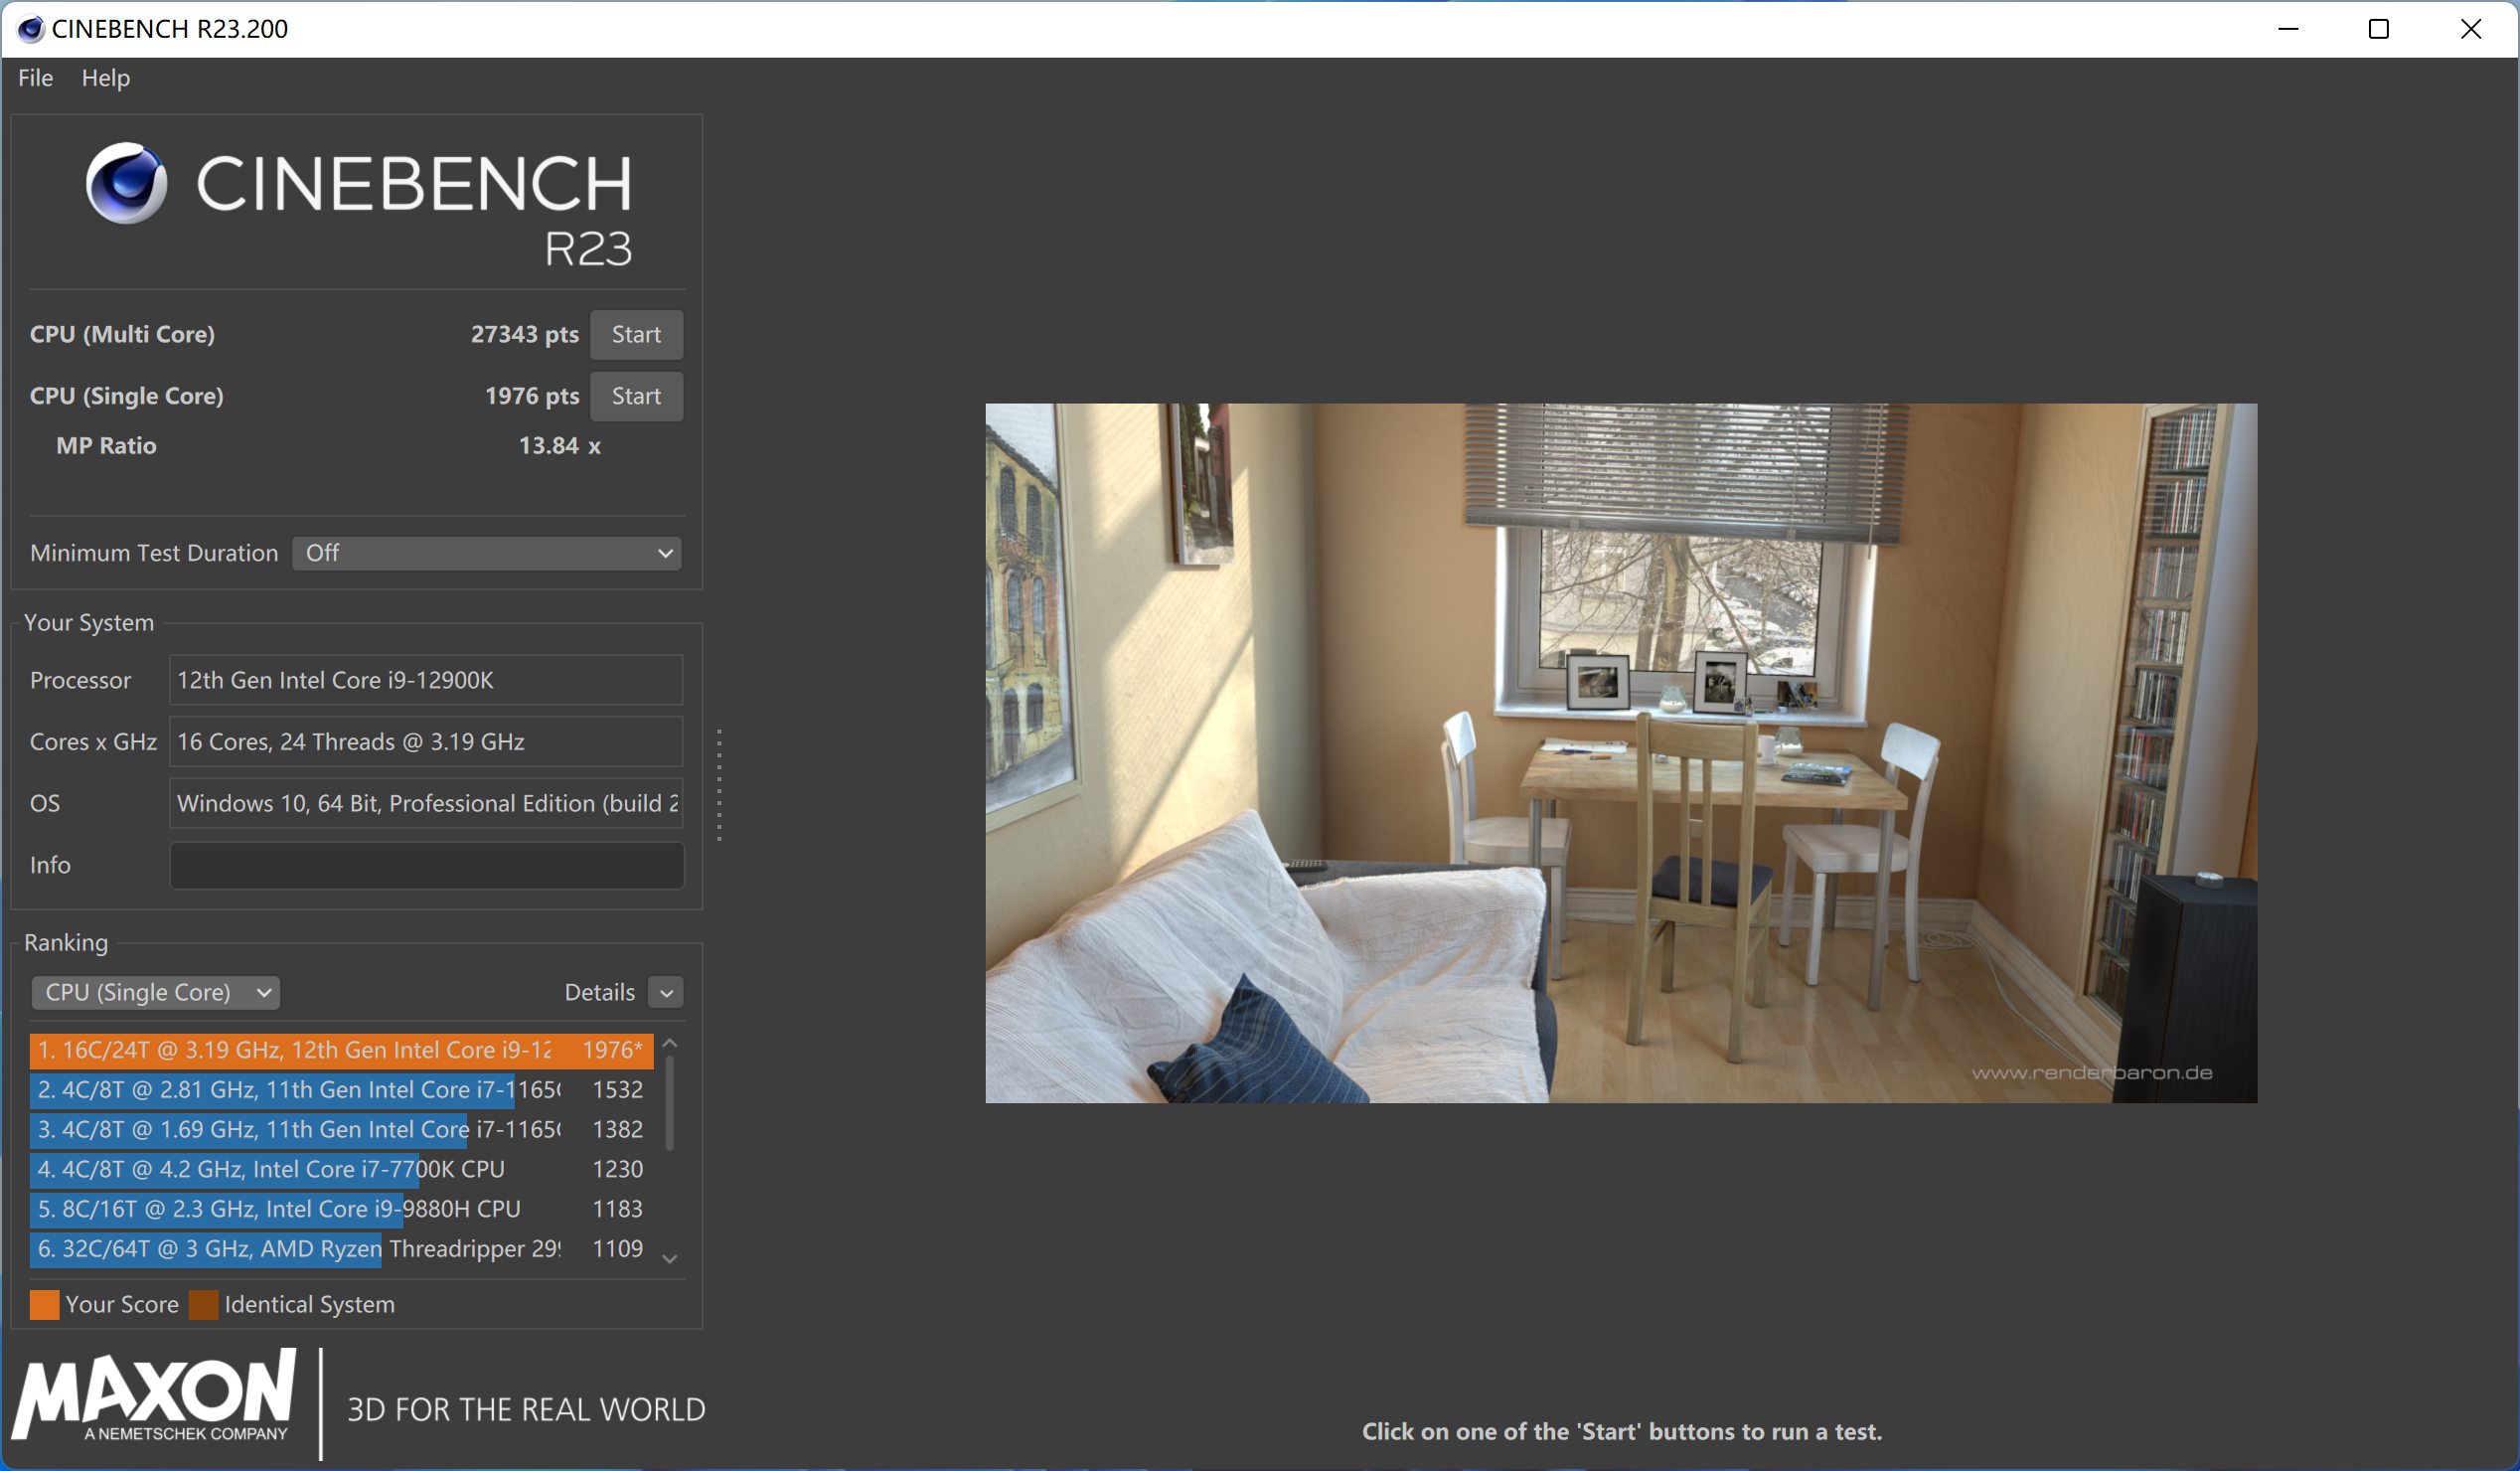 CINEBENCH R23.200
File Help
CINEBENCH
R23
CPU (Multi Core) 27343 pts Start
CPU (Single Core) 1976 pts Start
MP Ratio 13.84 x
Minimum Test Duration Off
Your System
Processor 12th Gen Intel Core i9-12900K
Cores x GHz 16 Cores, 24 Threads @ 3.19 GHz
OS Windows 10, 64 Bit, Professional Edition (build 2
Info
Ranking
CPU (Single Core) Details
1. 16C/24T @ 3.19 GHz, 12th Gen Intel Core i9-12 1976*
2. 4C/8T @ 2.81 GHz, 11th Gen Intel Core i7-1165 1532
3. 4C/8T @ 1.69 GHz, 11th Gen Intel Core i7-1165 1382
4. 4C/8T @ 4.2 GHz, Intel Core i7-7700K CPU 1230
5. 8C/16T @ 2.3 GHz, Intel Core i9-9880H CPU 1183
6. 32C/64T @ 3 GHz, AMD Ryzen Threadripper 29 1109
Your Score Identical System
MAXON
A NEMETSCHEK COMPANY
3D FOR THE REAL WORLD
www.renderbaron.de
Click on one of the 'Start' buttons to run a test.